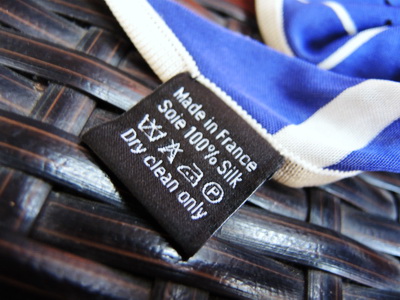 Made in France
Soie 100% Silk
Dry clean only